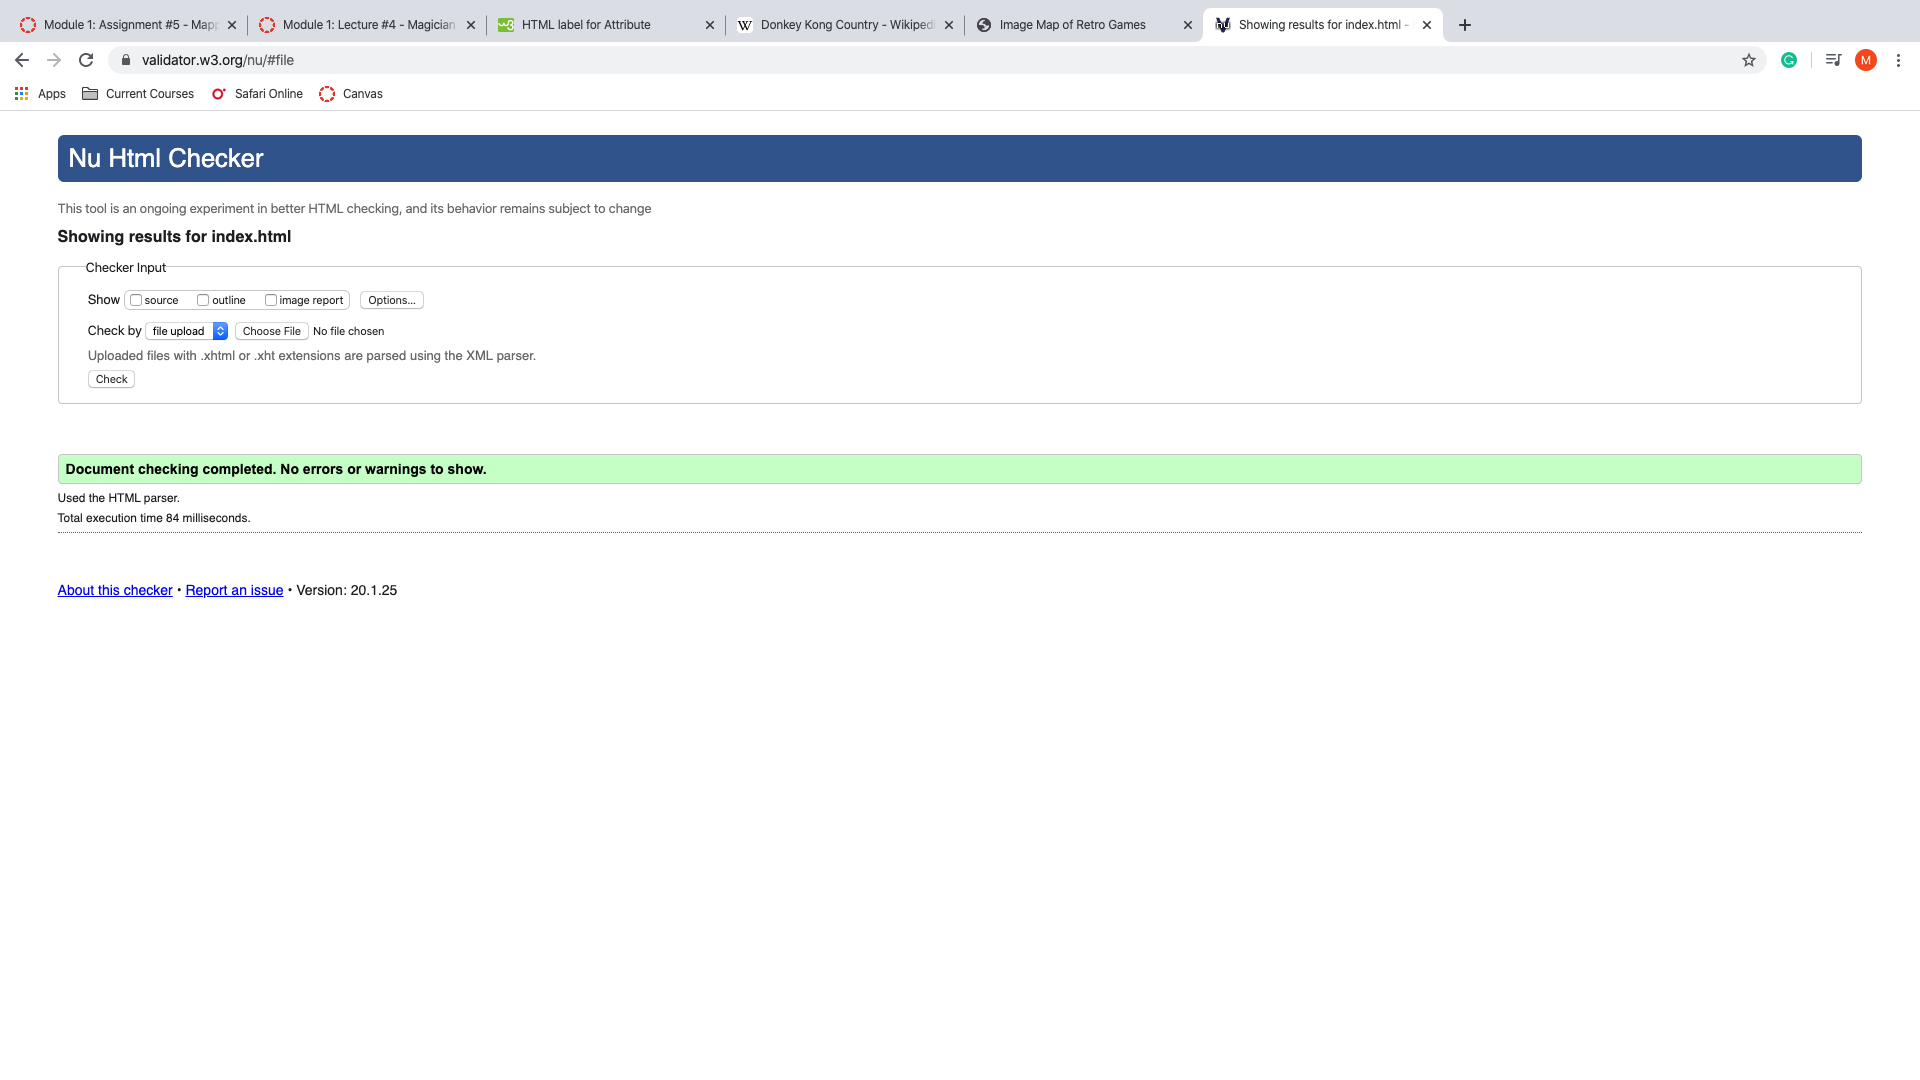 Module 1: Assignment #5 - Mapp
Module 1: Lecture #4 - Magician
HTML label for Attribute
Donkey Kong Country - Wikipedi
Image Map of Retro Games
Showing results for index.html -
validator.w3.org/nu/#file
M
Apps
Current Courses
Safari Online
Canvas
Nu Html Checker
This tool is an ongoing experiment in better HTML checking, and its behavior remains subject to change
Showing results for index.html
Checker Input
Show source outline image report Options...
Check by file upload Choose File No file chosen
Uploaded files with .xhtml or .xht extensions are parsed using the XML parser.
Check
Document checking completed. No errors or warnings to show.
Used the HTML parser.
Total execution time 84 milliseconds.
About this checker • Report an issue • Version: 20.1.25